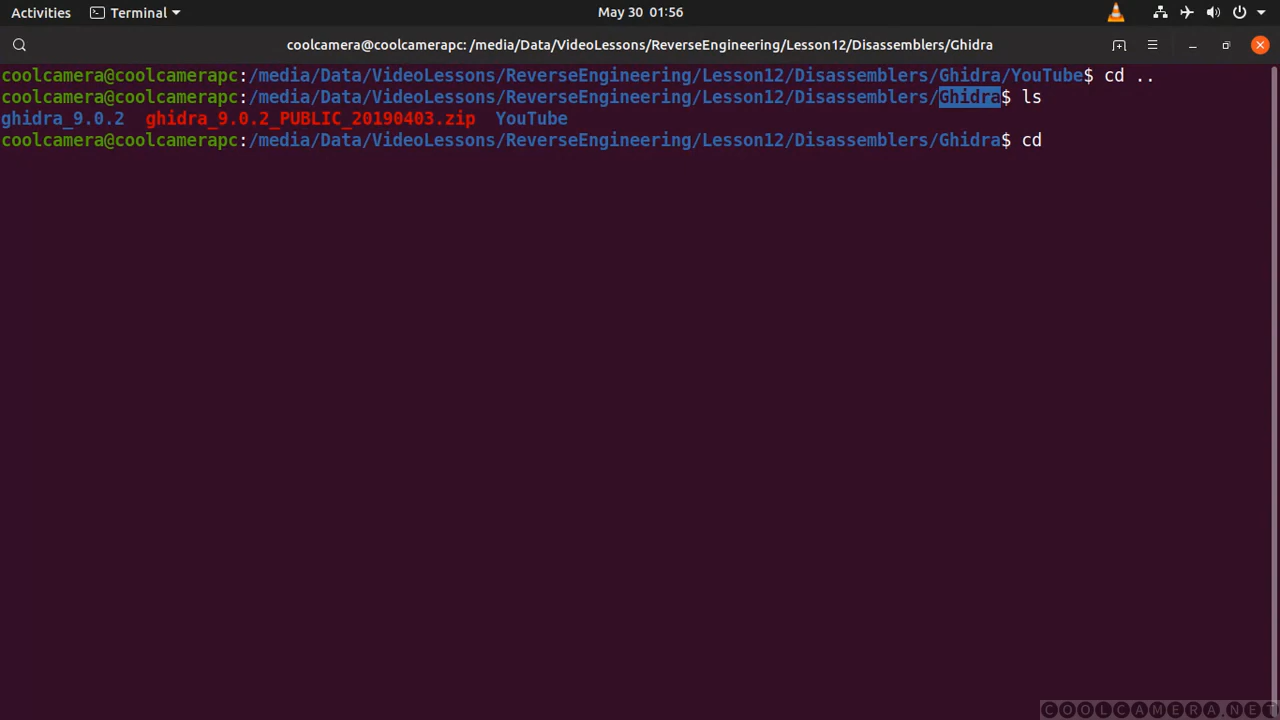 Activities Terminal May 30 01:56
coolcamera@coolcamerapc: /media/Data/VideoLessons/ReverseEngineering/Lesson12/Disassemblers/Ghidra
coolcamera@coolcamerapc:/media/Data/VideoLessons/ReverseEngineering/Lesson12/Disassemblers/Ghidra/YouTube$ cd ..
coolcamera@coolcamerapc:/media/Data/VideoLessons/ReverseEngineering/Lesson12/Disassemblers/Ghidra$ ls
ghidra_9.0.2 ghidra_9.0.2_PUBLIC_20190403.zip YouTube
coolcamera@coolcamerapc:/media/Data/VideoLessons/ReverseEngineering/Lesson12/Disassemblers/Ghidra$ cd
COOLCAMERA.NET